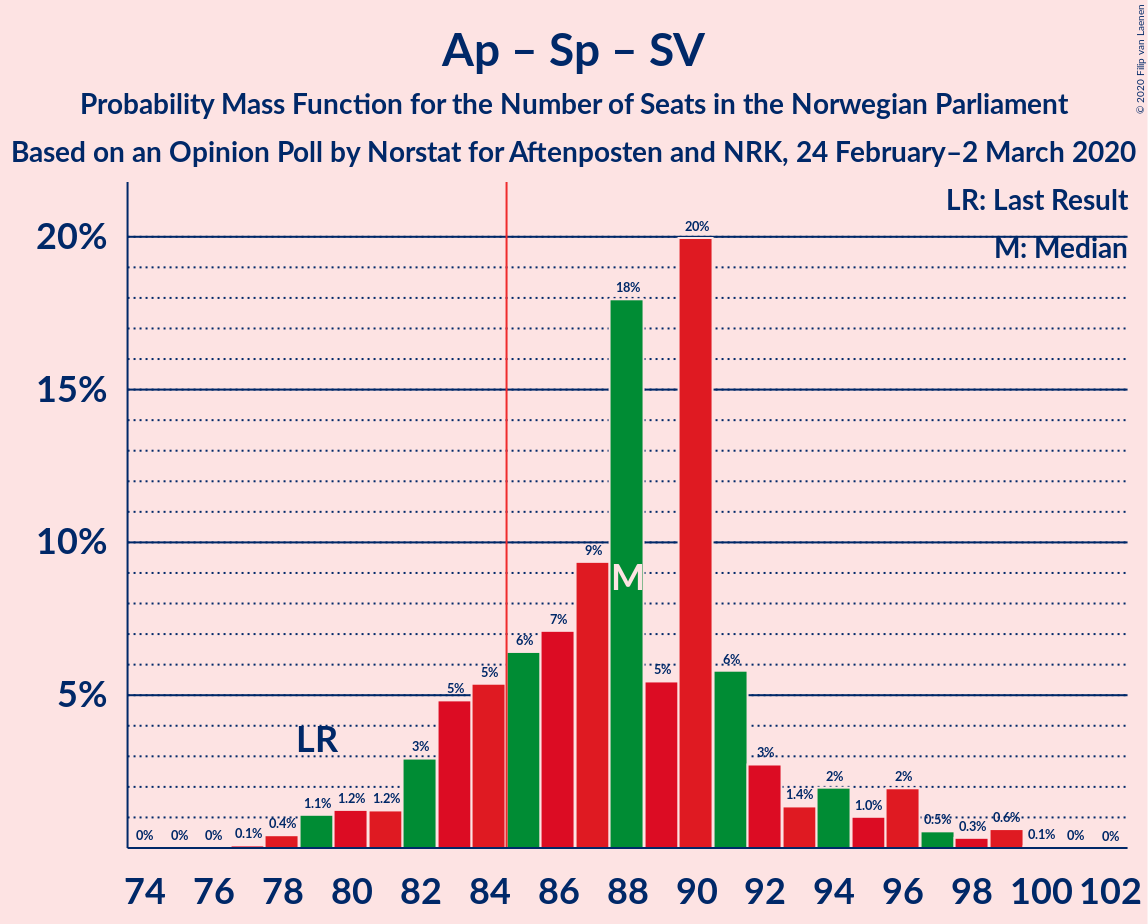 © 2020 Filip van Laenen
Ap – Sp – SV
Probability Mass Function for the Number of Seats in the Norwegian Parliament
Based on an Opinion Poll by Norstat for Aftenposten and NRK, 24 February–2 March 2020
LR: Last Result
M: Median
20%
15%
10%
5%
LR
M
0% 0% 0% 0.1% 0.4% 1.1% 1.2% 1.2% 3% 5% 5% 6% 7% 9% 18% 5% 20% 6% 3% 1.4% 2% 1.0% 2% 0.5% 0.3% 0.6% 0.1% 0% 0%
74 76 78 80 82 84 86 88 90 92 94 96 98 100 102